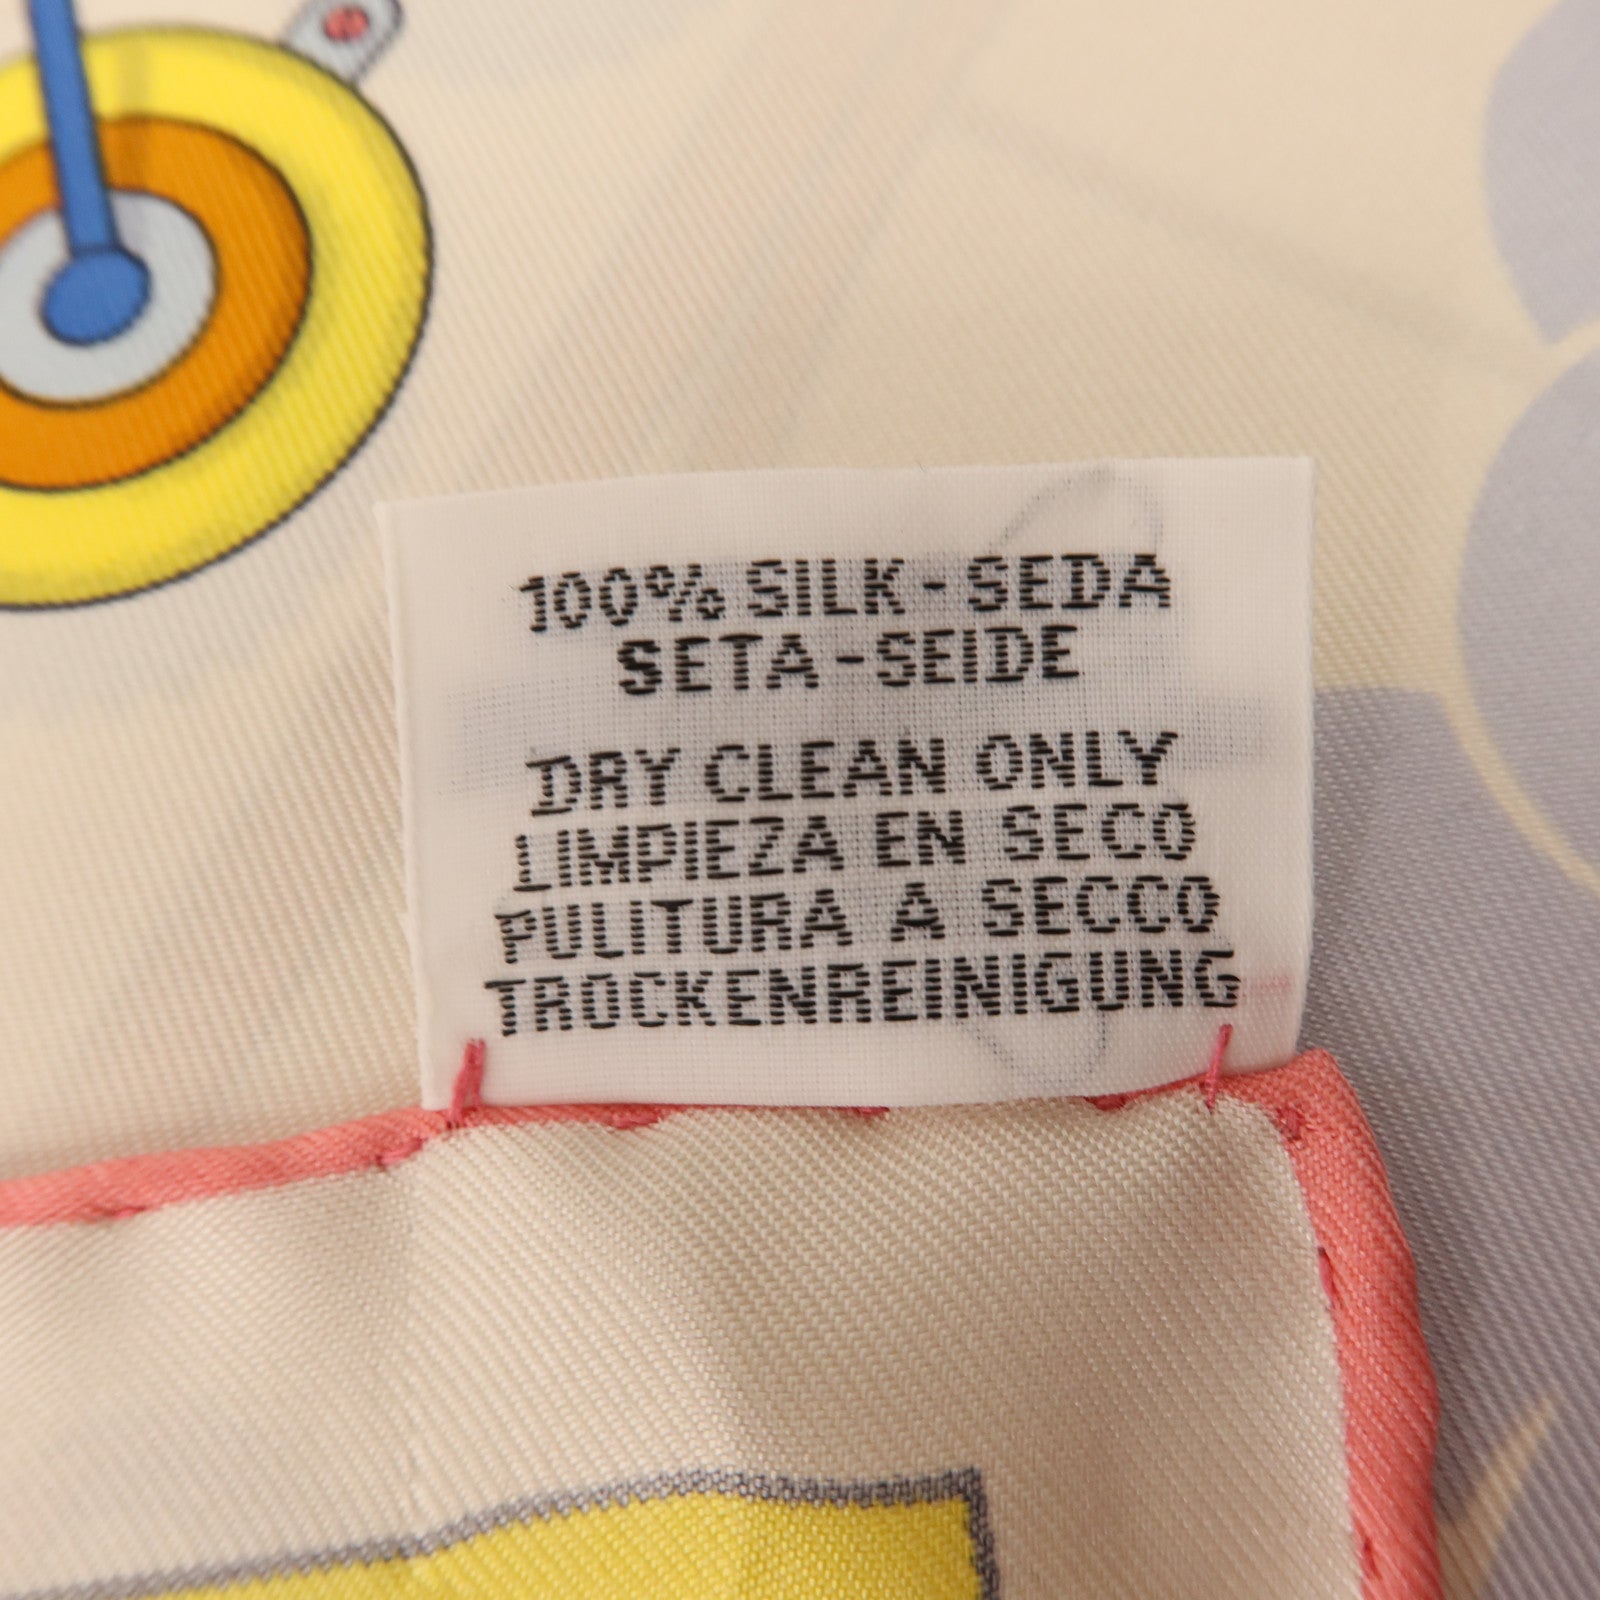 100% SILK - SEDA
SETA - SEIDE
DRY CLEAN ONLY
LIMPIEZA EN SECO
PULITURA A SECCO
TROCKENREINIGUNG